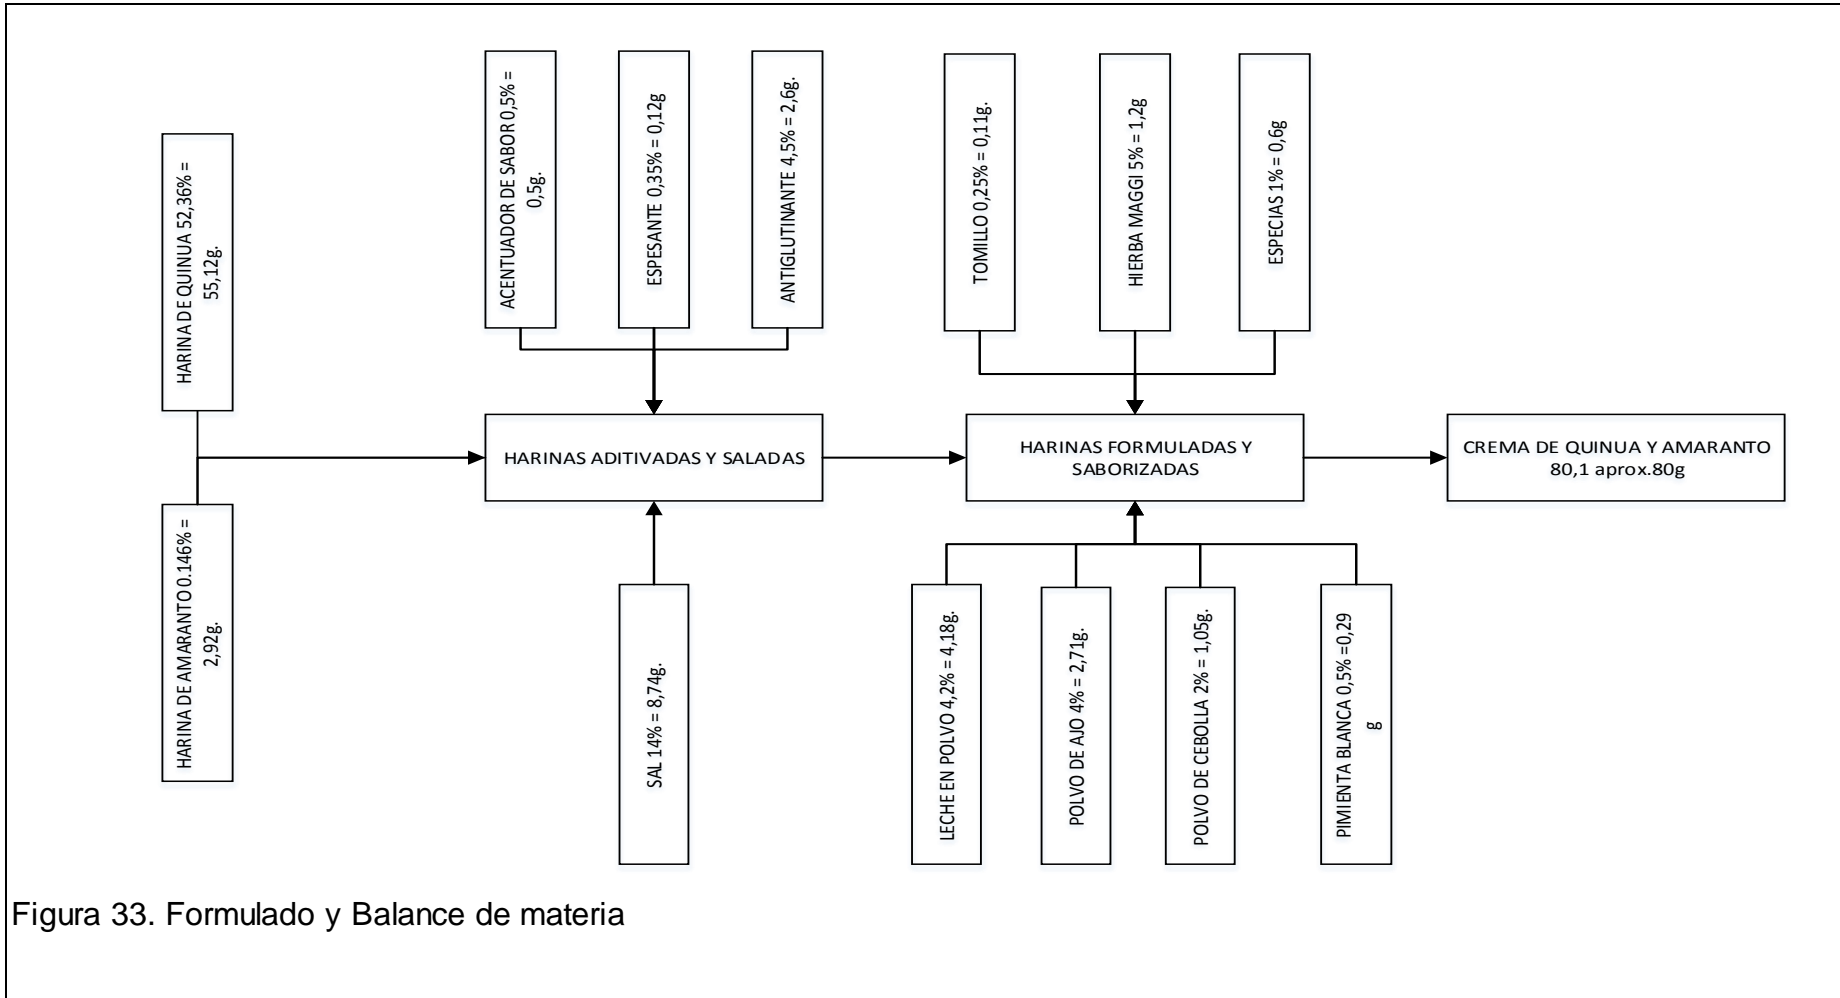 HARINA DE QUINUA 52,36% =
55,12g.
HARINA DE AMARANTO 0.146% =
2,92g.
ACENTUADOR DE SABOR 0,5% =
0,5g.
ESPESANTE 0,35% = 0,12g
ANTIGLUTINANTE 4,5% = 2,6g.
HARINAS ADITIVADAS Y SALADAS
SAL 14% = 8,74g.
TOMILLO 0,25% = 0,11g.
HIERBA MAGGI 5% = 1,2g
ESPECIAS 1% = 0,6g
HARINAS FORMULADAS Y
SABORIZADAS
LECHE EN POLVO 4,2% = 4,18g.
POLVO DE AJO 4% = 2,71g.
POLVO DE CEBOLLA 2% = 1,05g.
PIMIENTA BLANCA 0,5% =0,29
g
CREMA DE QUINUA Y AMARANTO
80,1 aprox.80g
Figura 33. Formulado y Balance de materia